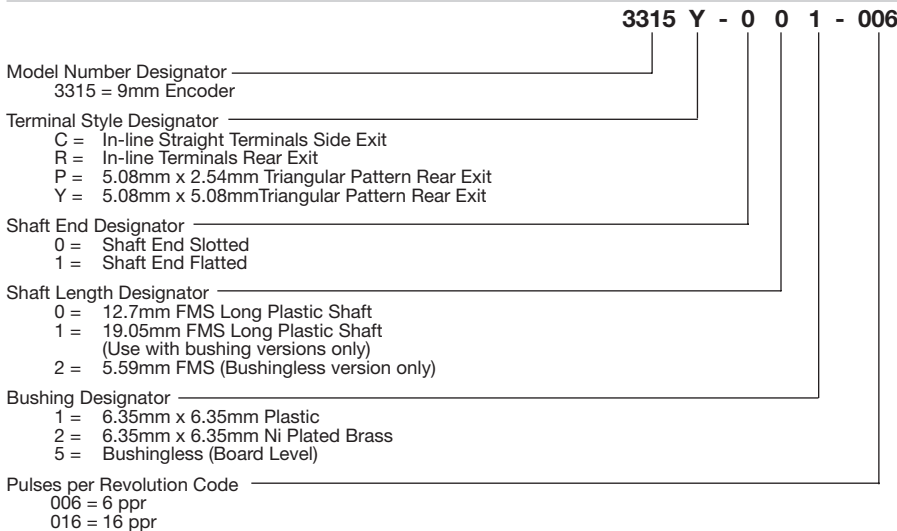 3315 Y - 0 0 1 - 006
Model Number Designator
3315 = 9mm Encoder
Terminal Style Designator
C = In-line Straight Terminals Side Exit
R = In-line Terminals Rear Exit
P = 5.08mm x 2.54mm Triangular Pattern Rear Exit
Y = 5.08mm x 5.08mmTriangular Pattern Rear Exit
Shaft End Designator
0 = Shaft End Slotted
1 = Shaft End Flatted
Shaft Length Designator
0 = 12.7mm FMS Long Plastic Shaft
1 = 19.05mm FMS Long Plastic Shaft
(Use with bushing versions only)
2 = 5.59mm FMS (Bushingless version only)
Bushing Designator
1 = 6.35mm x 6.35mm Plastic
2 = 6.35mm x 6.35mm Ni Plated Brass
5 = Bushingless (Board Level)
Pulses per Revolution Code
006 = 6 ppr
016 = 16 ppr